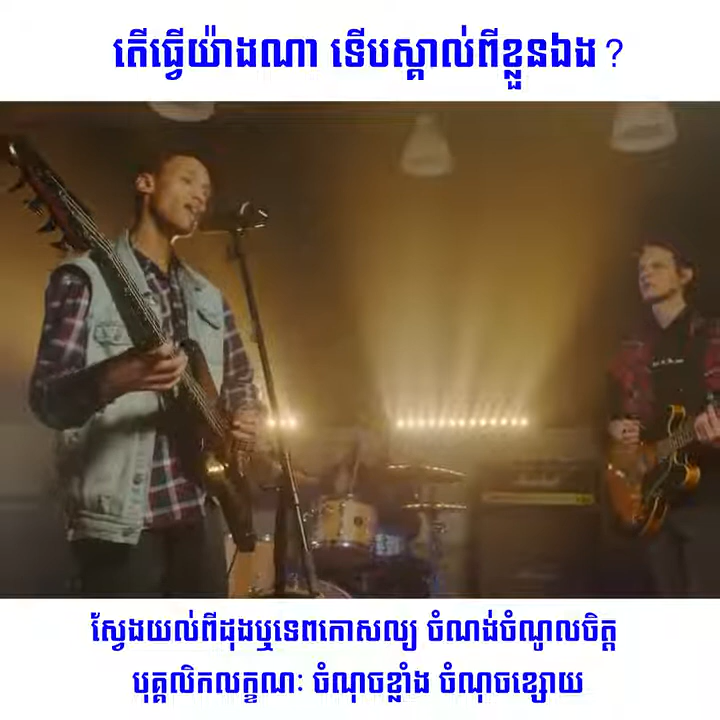 តើធ្វើយ៉ាងណា ទើបស្គាល់ពីខ្លួនឯង ?
ស្វែងយល់ពីដុងឬទេពកោសល្យ ចំណង់ចំណូលចិត្ត
បុគ្គលិកលក្ខណៈ ចំណុចខ្លាំង ចំណុចខ្សោយ